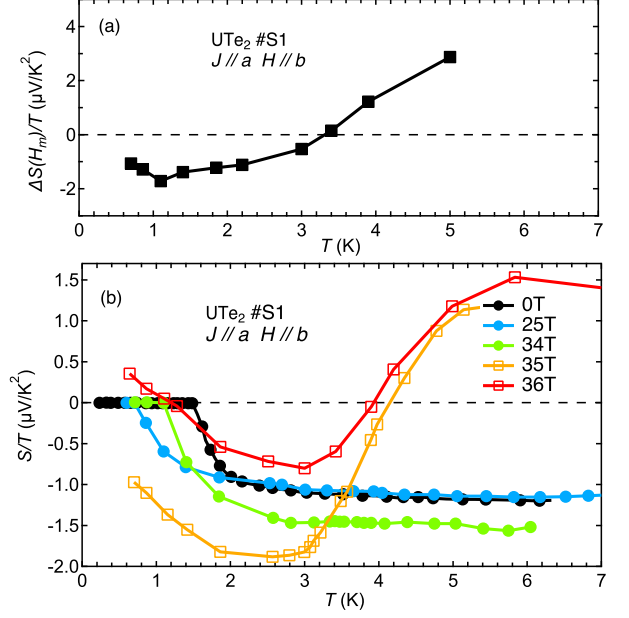 (a)
UTe2 #S1
J // a H // b
ΔS(Hm)/T (μV/K2)
4
2
0
-2
0 1 2 3 4 5 6 7
T (K)
(b)
UTe2 #S1
J // a H // b
0T
25T
34T
35T
36T
S/T (μV/K2)
1.5
1.0
0.5
0
-0.5
-1.0
-1.5
-2.0
0 1 2 3 4 5 6 7
T (K)